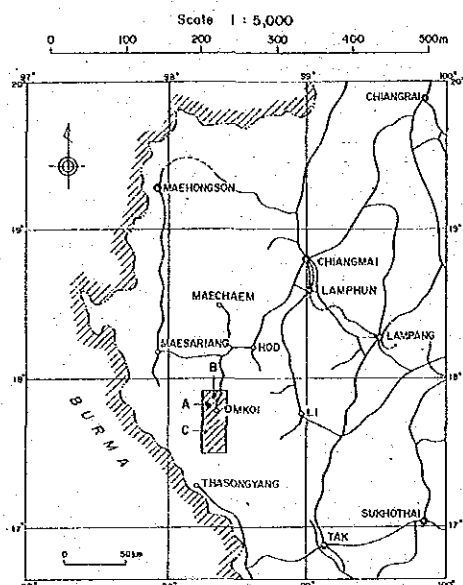 Scale 1 : 5,000
0 100 200 300 400 500m
97° 98° 99° 100°
20°
CHIANGRAI
MAEHONGSON
19°
19°
CHIANGMAI
MAECHAEM
LAMPHUN
LAMPANG
MAESARIANG
HOD
18°
18°
B
A
OMKOI
C
LI
BURMA
THASONGYANG
SUKHOTHAI
17°
17°
TAK
0 50km